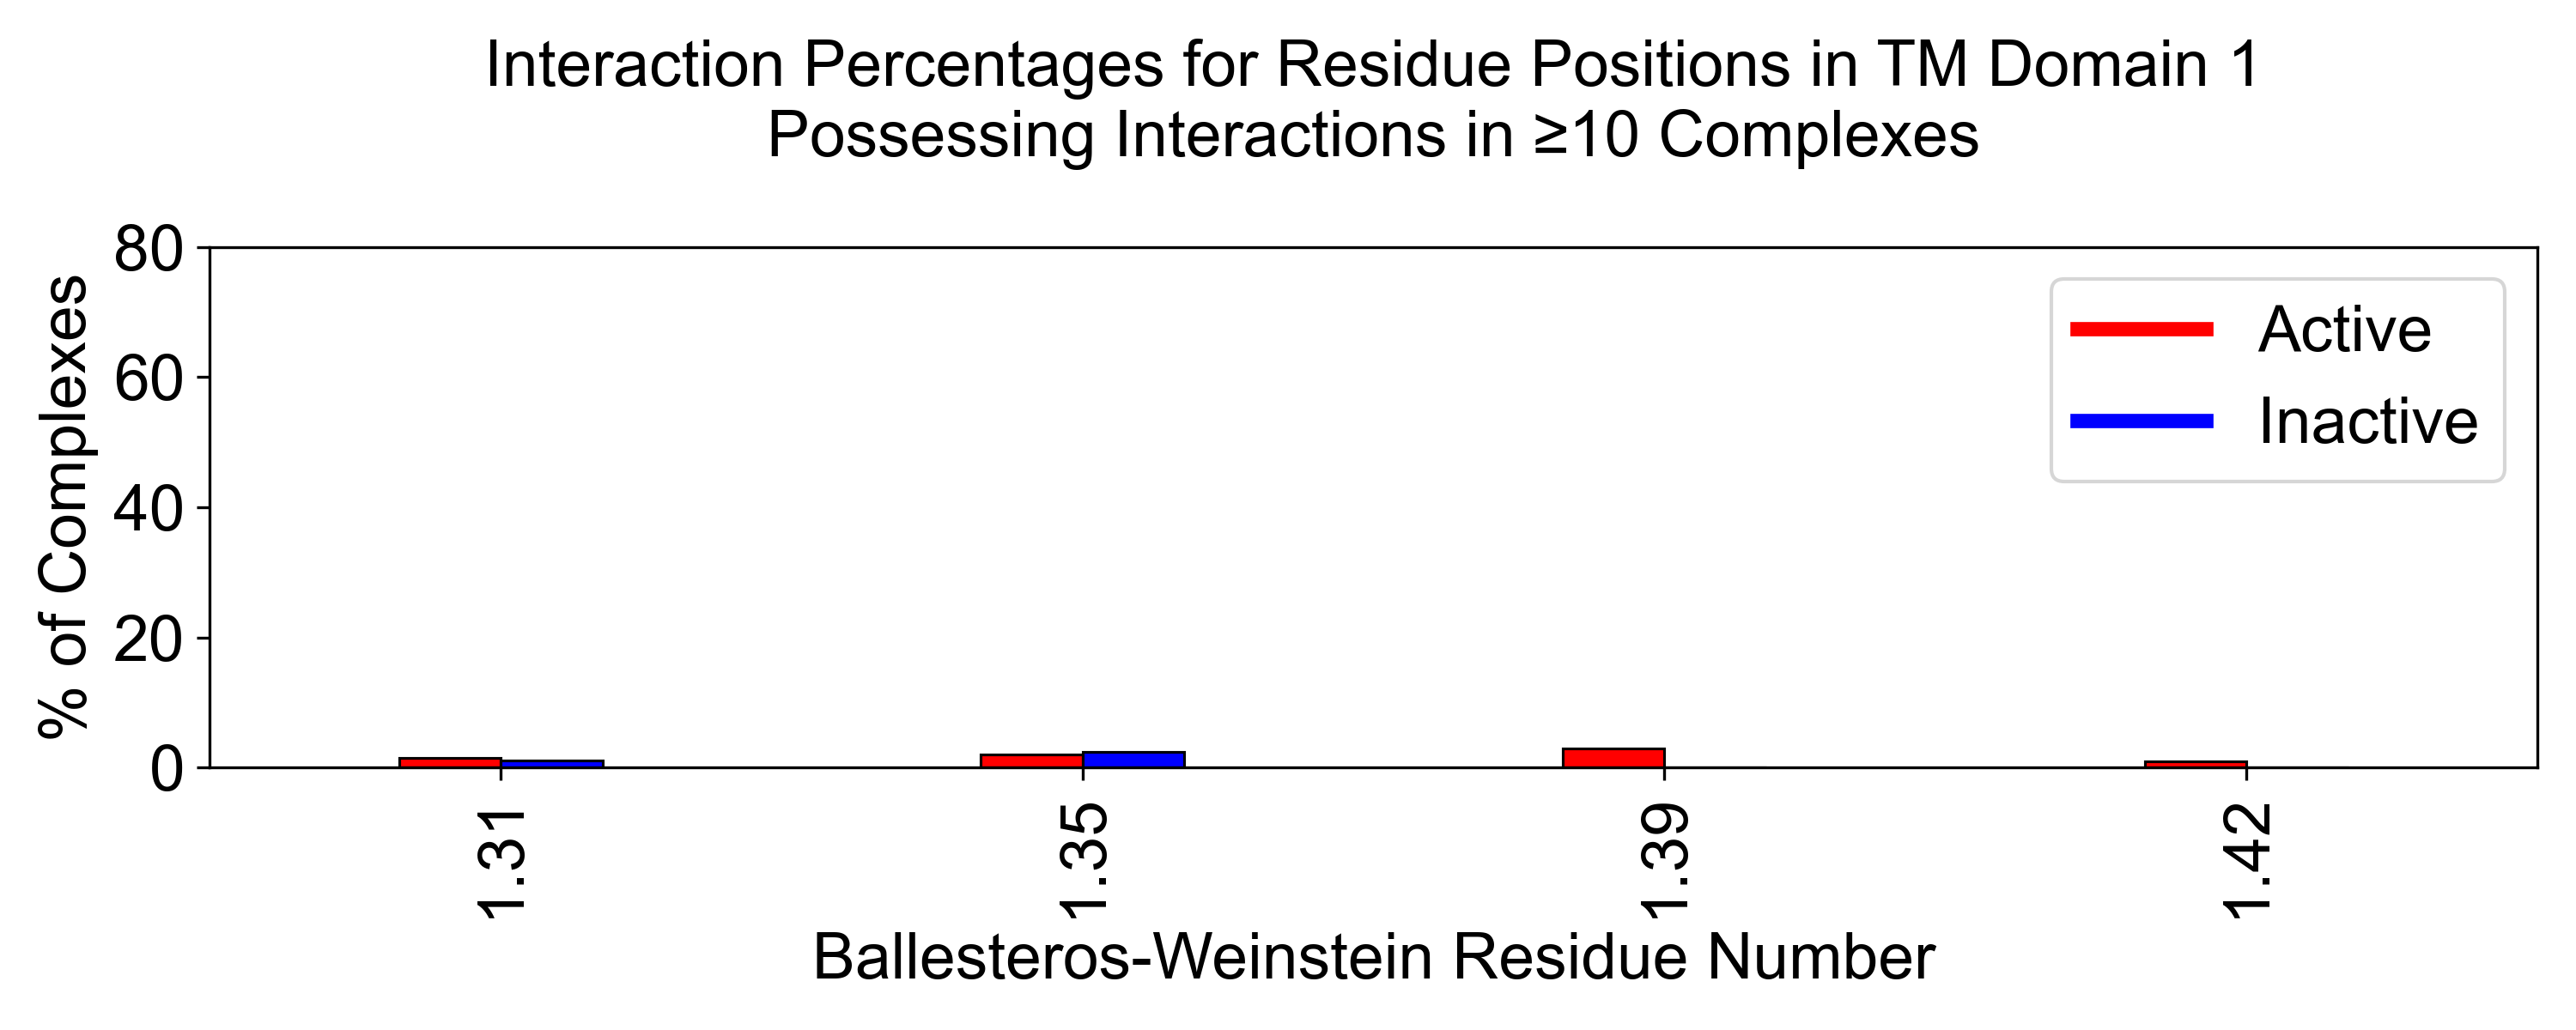 Interaction Percentages for Residue Positions in TM Domain 1
Possessing Interactions in ≥10 Complexes
80
60
40
20
0
% of Complexes
Active
Inactive
1.31
1.35
1.39
1.42
Ballesteros-Weinstein Residue Number